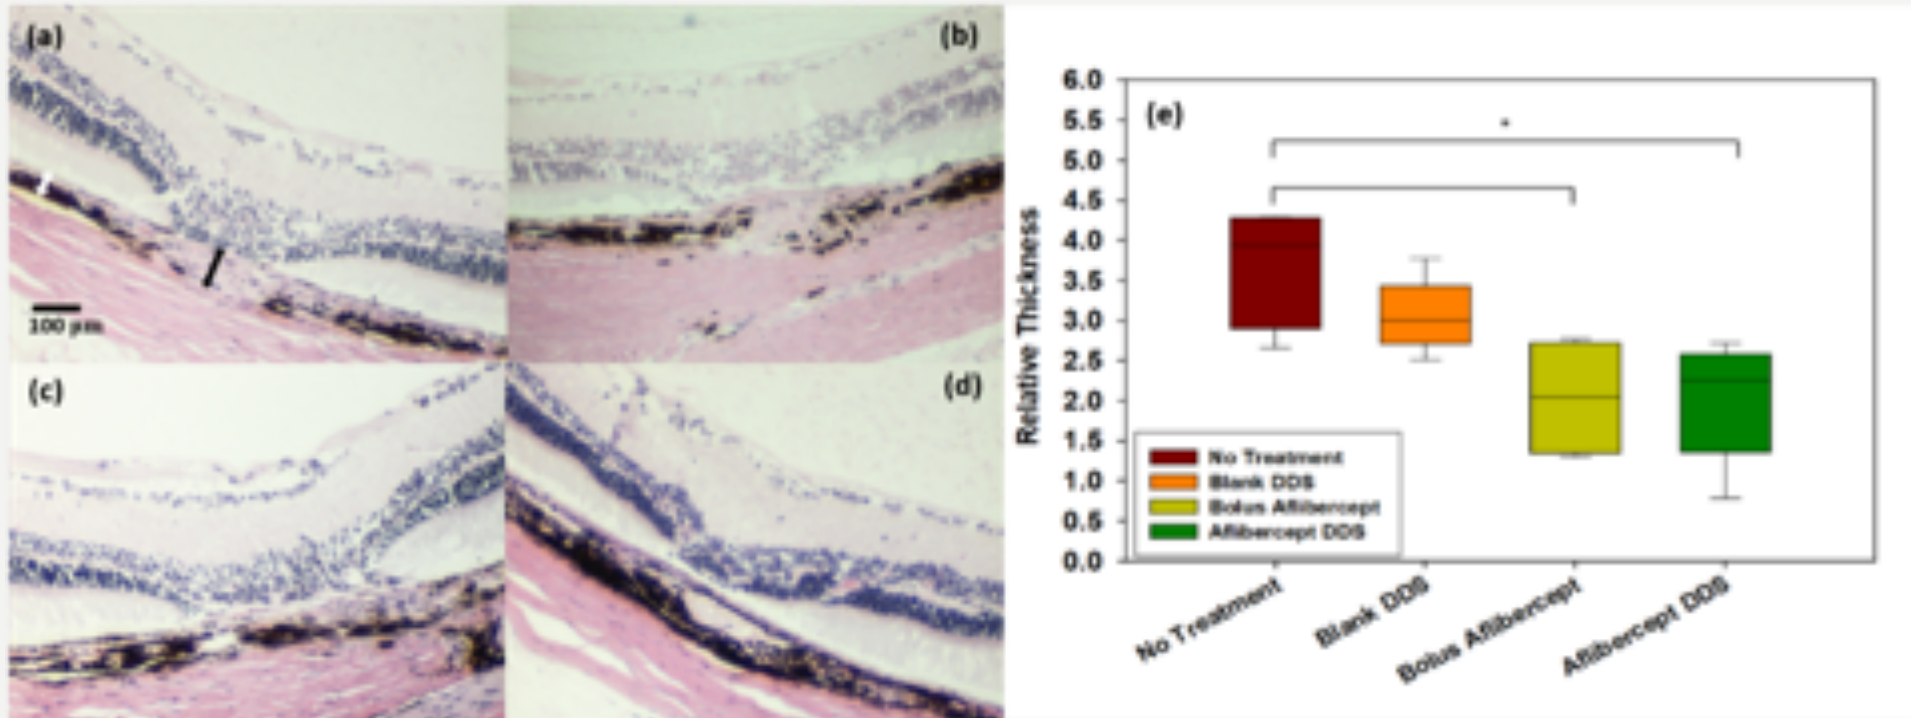 (a)
(b)
100 µm
(c)
(d)
(e)
*
Relative Thickness
6.0
5.5
5.0
4.5
4.0
3.5
3.0
2.5
2.0
1.5
1.0
0.5
0.0
No Treatment
Blank DDS
Bolus Aflibercept
Aflibercept DDS
No Treatment
Blank DDS
Bolus Aflibercept
Aflibercept DDS